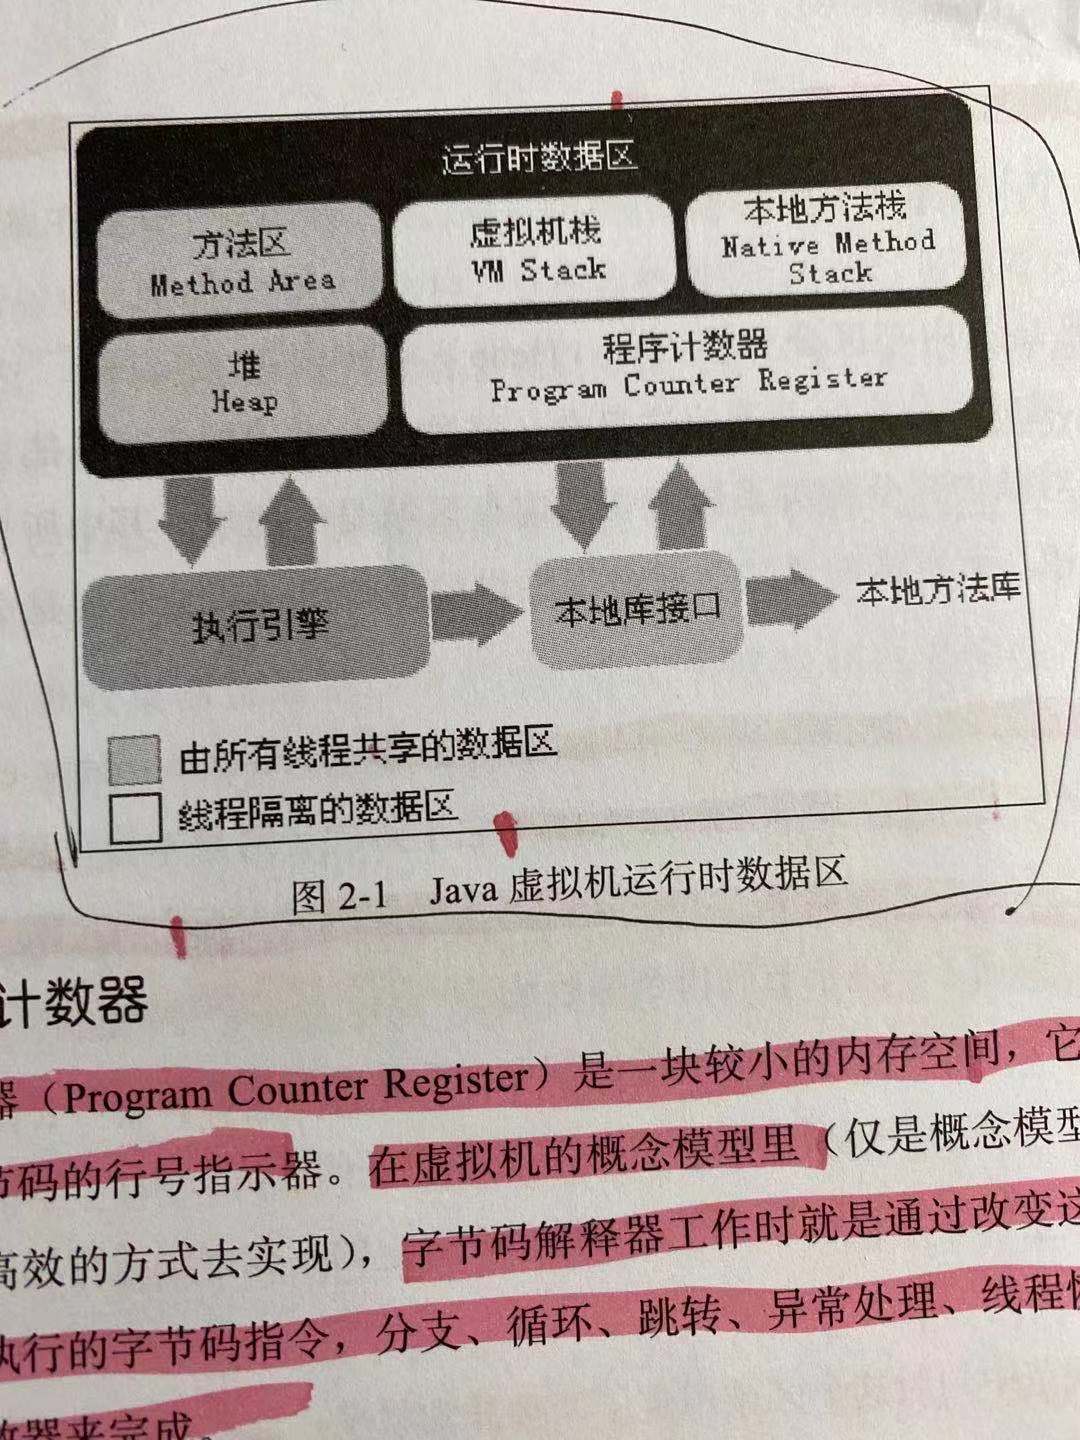 运行时数据区
方法区
Method Area
虚拟机栈
VM Stack
本地方法栈
Native Method
Stack
堆
Heap
程序计数器
Program Counter Register
执行引擎
本地库接口
本地方法库
由所有线程共享的数据区
线程隔离的数据区
图 2-1 Java 虚拟机运行时数据区
计数器
器（Program Counter Register）是一块较小的内存空间，它
节码的行号指示器。在虚拟机的概念模型里（仅是概念模型
高效的方式去实现），字节码解释器工作时就是通过改变这
执行的字节码指令，分支、循环、跳转、异常处理、线程恢
数器来完成。